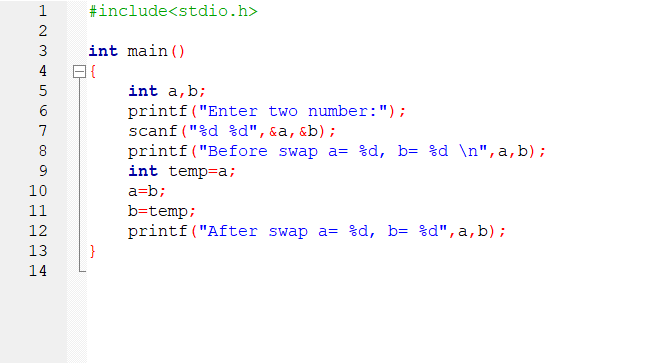 1 #include<stdio.h>
2
3 int main()
4 {
5 int a,b;
6 printf("Enter two number:");
7 scanf("%d %d",&a,&b);
8 printf("Before swap a= %d, b= %d \n",a,b);
9 int temp=a;
10 a=b;
11 b=temp;
12 printf("After swap a= %d, b= %d",a,b);
13 }
14